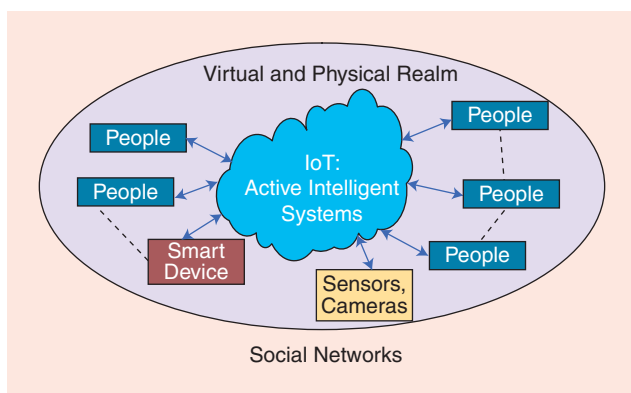 Virtual and Physical Realm
People
People
IoT:
Active Intelligent
Systems
People
People
Smart
Device
People
Sensors,
Cameras
Social Networks